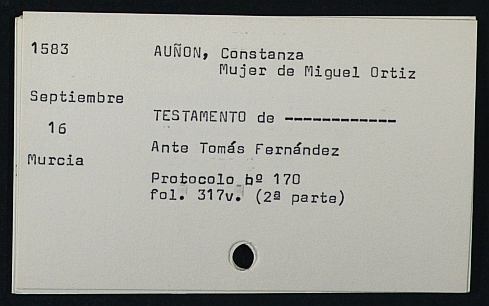 1583
AUÑON, Constanza
Mujer de Miguel Ortiz
Septiembre
16
Murcia
TESTAMENTO de ------------
Ante Tomás Fernández
Protocolo bº 170
fol. 317v. (2ª parte)